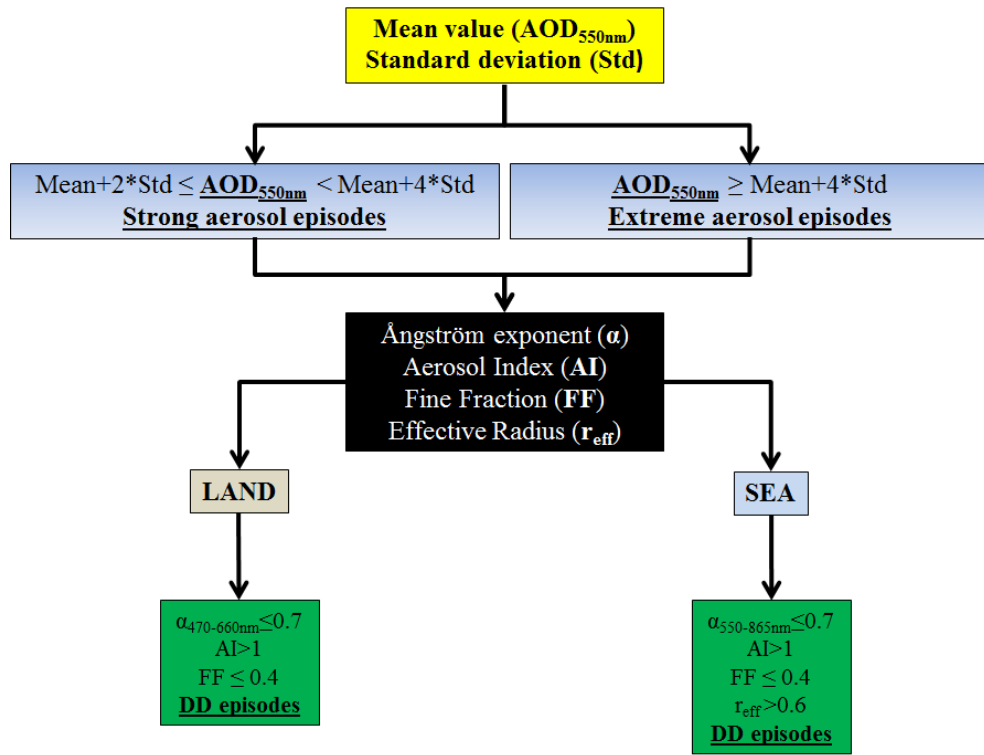 Mean value (AOD550nm)
Standard deviation (Std)
Mean+2*Std ≤ AOD550nm < Mean+4*Std
Strong aerosol episodes
AOD550nm ≥ Mean+4*Std
Extreme aerosol episodes
Ångström exponent (α)
Aerosol Index (AI)
Fine Fraction (FF)
Effective Radius (reff)
LAND
SEA
α470-660nm≤0.7
AI>1
FF ≤ 0.4
DD episodes
α550-865nm≤0.7
AI>1
FF ≤ 0.4
reff>0.6
DD episodes